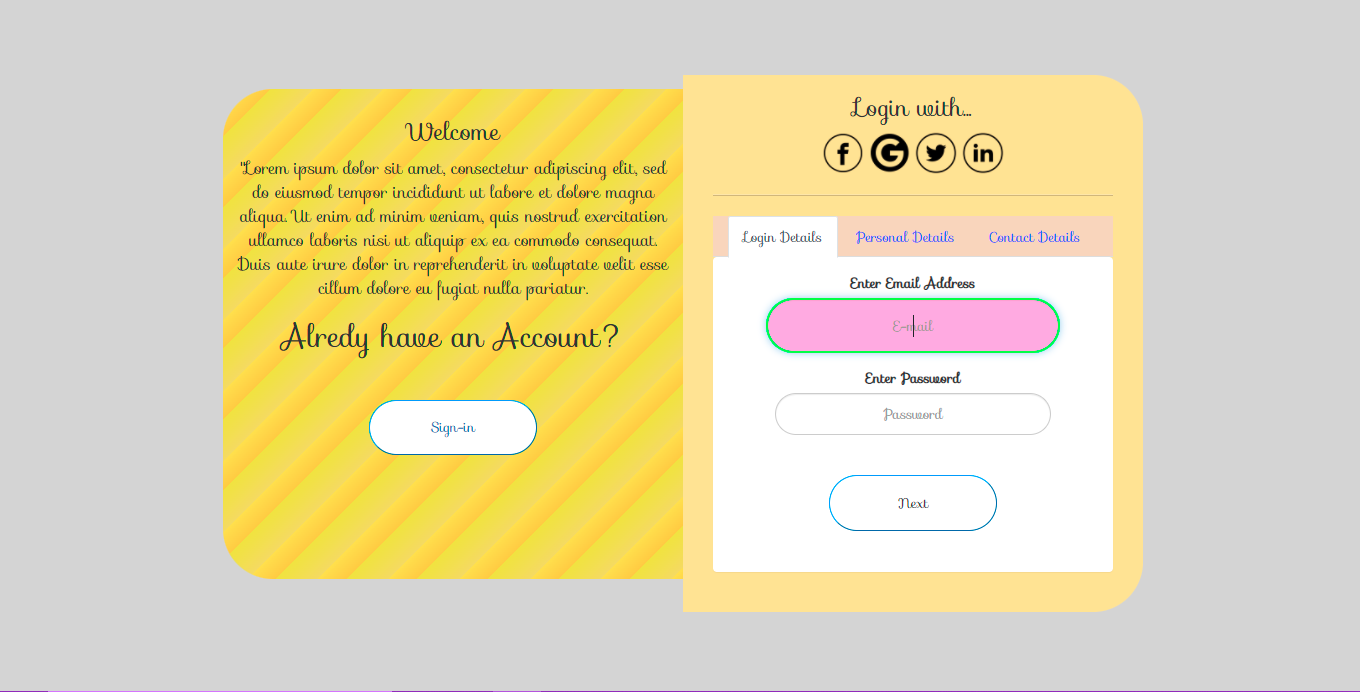 Welcome
"Lorem ipsum dolor sit amet, consectetur adipiscing elit, sed
do eiusmod tempor incididunt ut labore et dolore magna
aliqua. Ut enim ad minim veniam, quis nostrud exercitation
ullamco laboris nisi ut aliquip ex ea commodo consequat.
Duis aute irure dolor in reprehenderit in voluptate velit esse
cillum dolore eu fugiat nulla pariatur.
Alredy have an Account?
Sign-in
Login with...
f G in
Login Details Personal Details Contact Details
Enter Email Address
E-mail
Enter Password
Password
Next